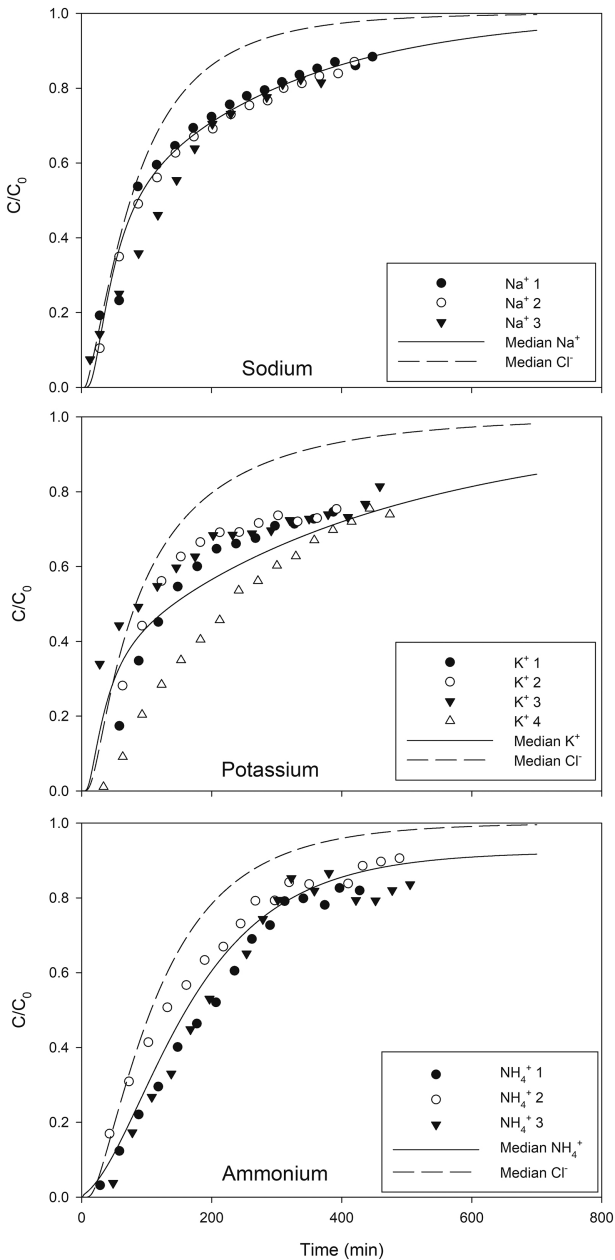 1.0
0.8
0.6
0.4
0.2
0.0
C/C₀
Na⁺ 1
Na⁺ 2
Na⁺ 3
Median Na⁺
Median Cl⁻
Sodium
1.0
0.8
0.6
0.4
0.2
0.0
C/C₀
K⁺ 1
K⁺ 2
K⁺ 3
K⁺ 4
Median K⁺
Median Cl⁻
Potassium
1.0
0.8
0.6
0.4
0.2
0.0
C/C₀
NH₄⁺ 1
NH₄⁺ 2
NH₄⁺ 3
Median NH₄⁺
Median Cl⁻
Ammonium
0 200 400 600 800
Time (min)